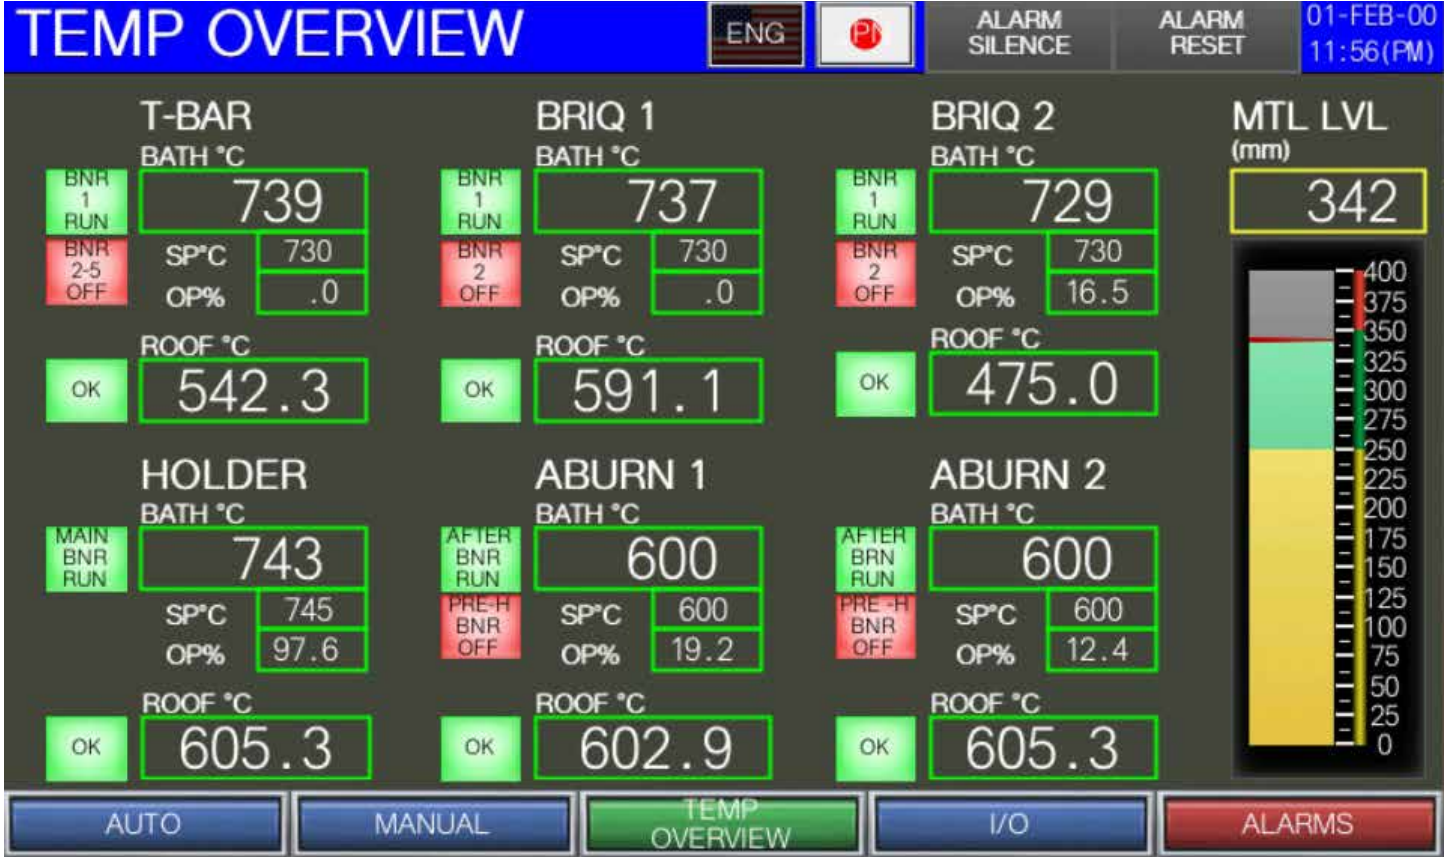 TEMP OVERVIEW
ENG
ALARM
SILENCE
ALARM
RESET
01-FEB-00
11:56(PM)
T-BAR
BATH °C
BNR
1
RUN
739
BNR
2-5
OFF
SP°C
730
OP%
.0
ROOF °C
OK
542.3
BRIQ 1
BATH °C
BNR
1
RUN
737
BNR
2
OFF
SP°C
730
OP%
.0
ROOF °C
OK
591.1
BRIQ 2
BATH °C
BNR
1
RUN
729
BNR
2
OFF
SP°C
730
OP%
16.5
ROOF °C
OK
475.0
MTL LVL
(mm)
342
400
375
350
325
300
275
250
225
200
175
150
125
100
75
50
25
0
HOLDER
BATH °C
MAIN
BNR
RUN
743
SP°C
745
OP%
97.6
ROOF °C
OK
605.3
ABURN 1
BATH °C
AFTER
BNR
RUN
600
PRE-H
BNR
OFF
SP°C
600
OP%
19.2
ROOF °C
OK
602.9
ABURN 2
BATH °C
AFTER
BRN
RUN
600
PRE -H
BNR
OFF
SP°C
600
OP%
12.4
ROOF °C
OK
605.3
AUTO
MANUAL
TEMP
OVERVIEW
I/O
ALARMS